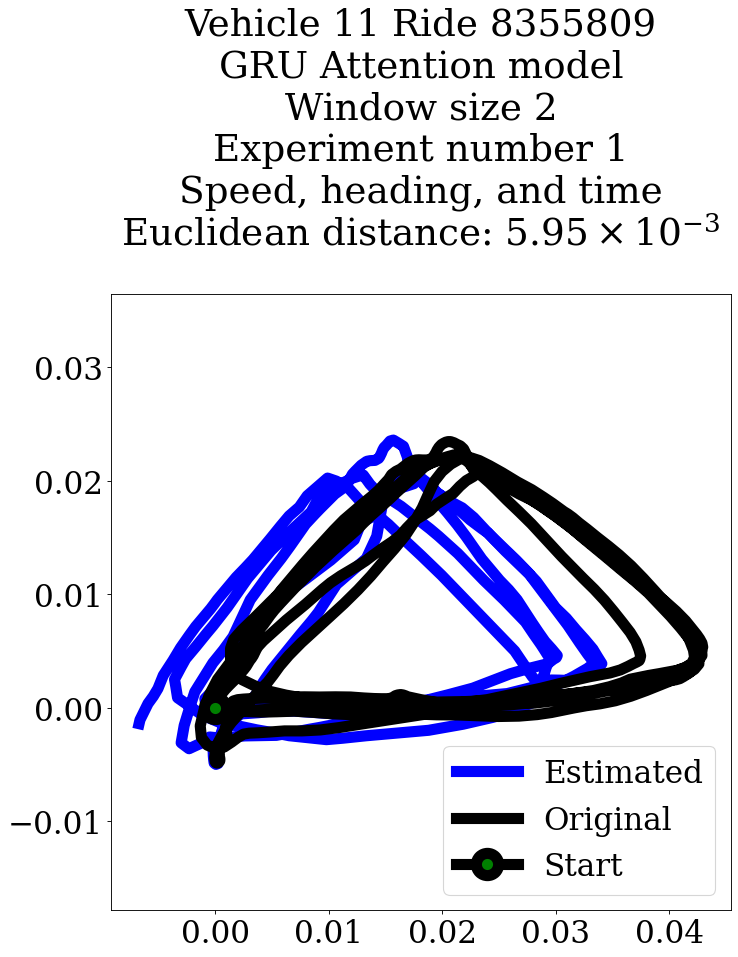 Vehicle 11 Ride 8355809
GRU Attention model
Window size 2
Experiment number 1
Speed, heading, and time
Euclidean distance: 5.95 × 10⁻³
0.03
0.02
0.01
0.00
−0.01
Estimated
Original
Start
0.00 0.01 0.02 0.03 0.04